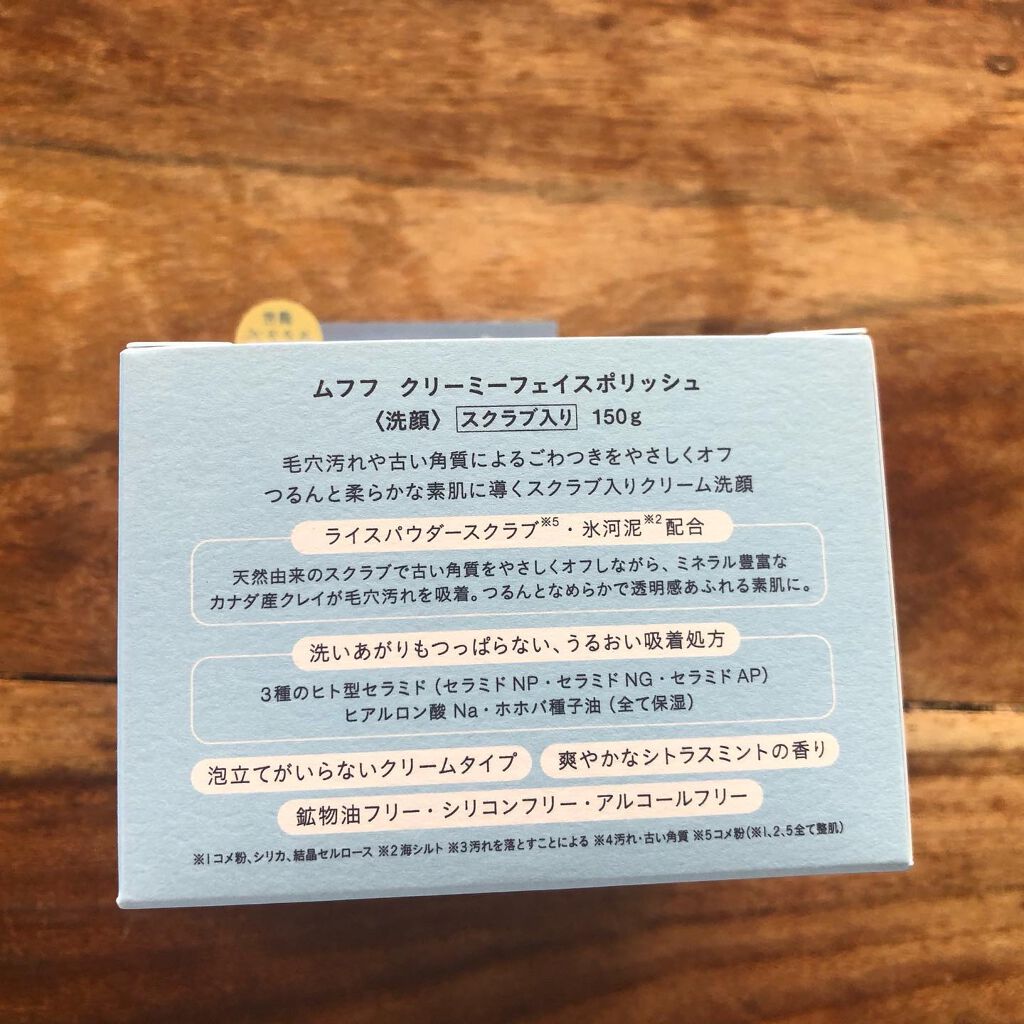 ムフフ クリーミーフェイスポリッシュ
〈洗顔〉 スクラブ入り 150g
毛穴汚れや古い角質によるごわつきをやさしくオフ
つるんと柔らかな素肌に導くスクラブ入りクリーム洗顔
ライスパウダースクラブ※5・氷河泥※2配合
天然由来のスクラブで古い角質をやさしくオフしながら、ミネラル豊富な
カナダ産クレイが毛穴汚れを吸着。つるんとなめらかで透明感あふれる素肌に。
洗いあがりもつっぱらない、うるおい吸着処方
3種のヒト型セラミド（セラミドNP・セラミドNG・セラミドAP）
ヒアルロン酸Na・ホホバ種子油（全て保湿）
泡立てがいらないクリームタイプ
爽やかなシトラスミントの香り
鉱物油フリー・シリコンフリー・アルコールフリー
※1コメ粉、シリカ、結晶セルロース ※2海シルト ※3汚れを落とすことによる ※4汚れ・古い角質 ※5コメ粉（※1、2、5全て整肌）